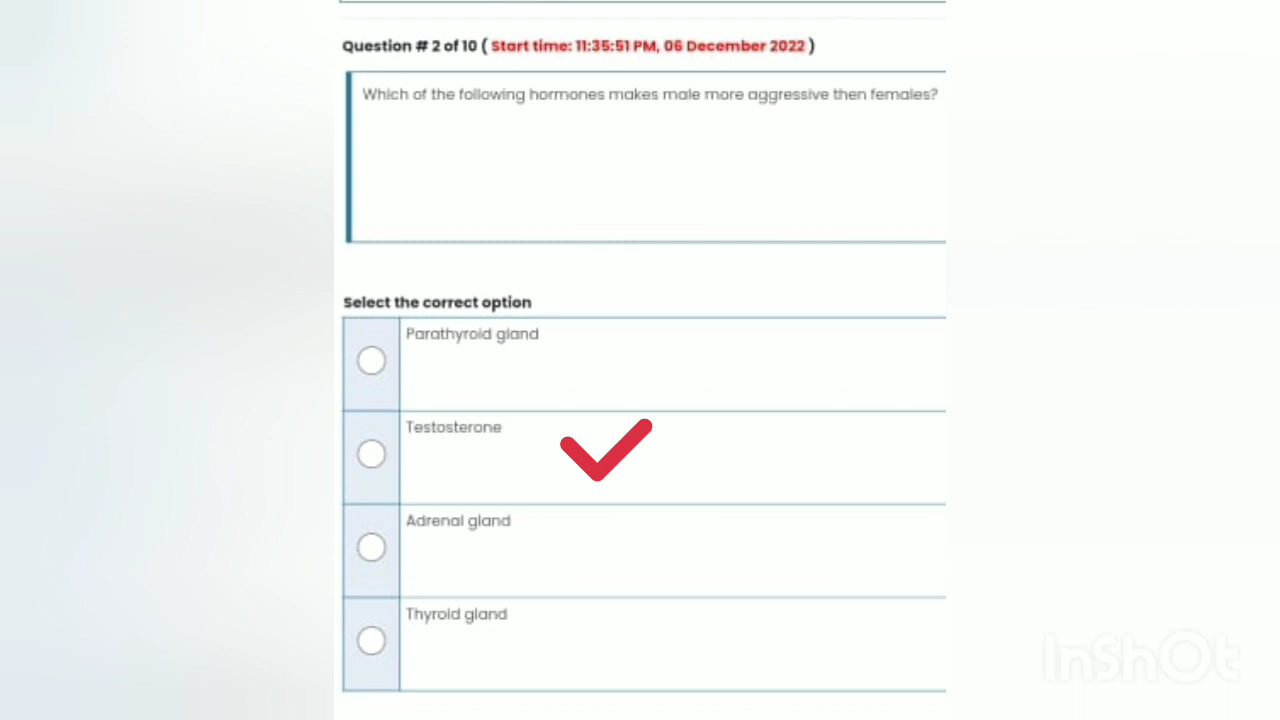 Question # 2 of 10 ( Start time: 11:35:51 PM, 06 December 2022 )
Which of the following hormones makes male more aggressive then females?
Select the correct option
Parathyroid gland
Testosterone
Adrenal gland
Thyroid gland
InShOt